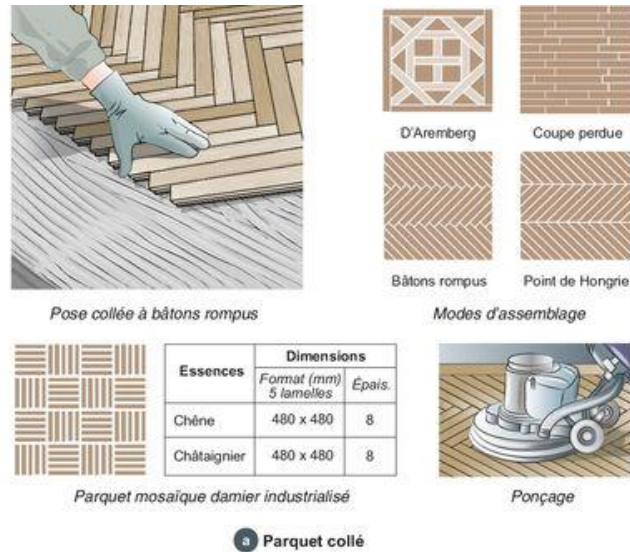 D'Aremberg
Coupe perdue
Bâtons rompus
Point de Hongrie
Pose collée à bâtons rompus
Modes d'assemblage
Essences
Dimensions
Format (mm)
5 lamelles
Épais.
Chêne
480 x 480
8
Châtaignier
480 x 480
8
Parquet mosaïque damier industrialisé
Ponçage
a Parquet collé